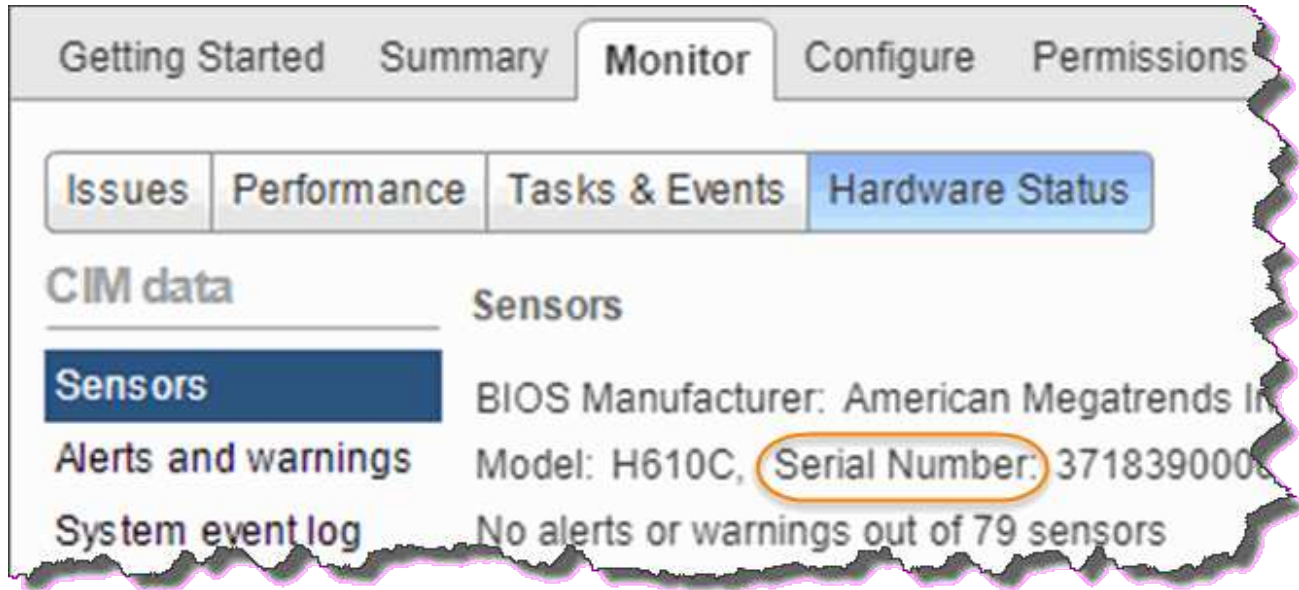 Getting Started Summary Monitor Configure Permissions
Issues Performance Tasks & Events Hardware Status
CIM data
Sensors
Sensors
Alerts and warnings
System event log
BIOS Manufacturer: American Megatrends
Model: H610C, Serial Number:
No alerts or warnings out of 79 sensors